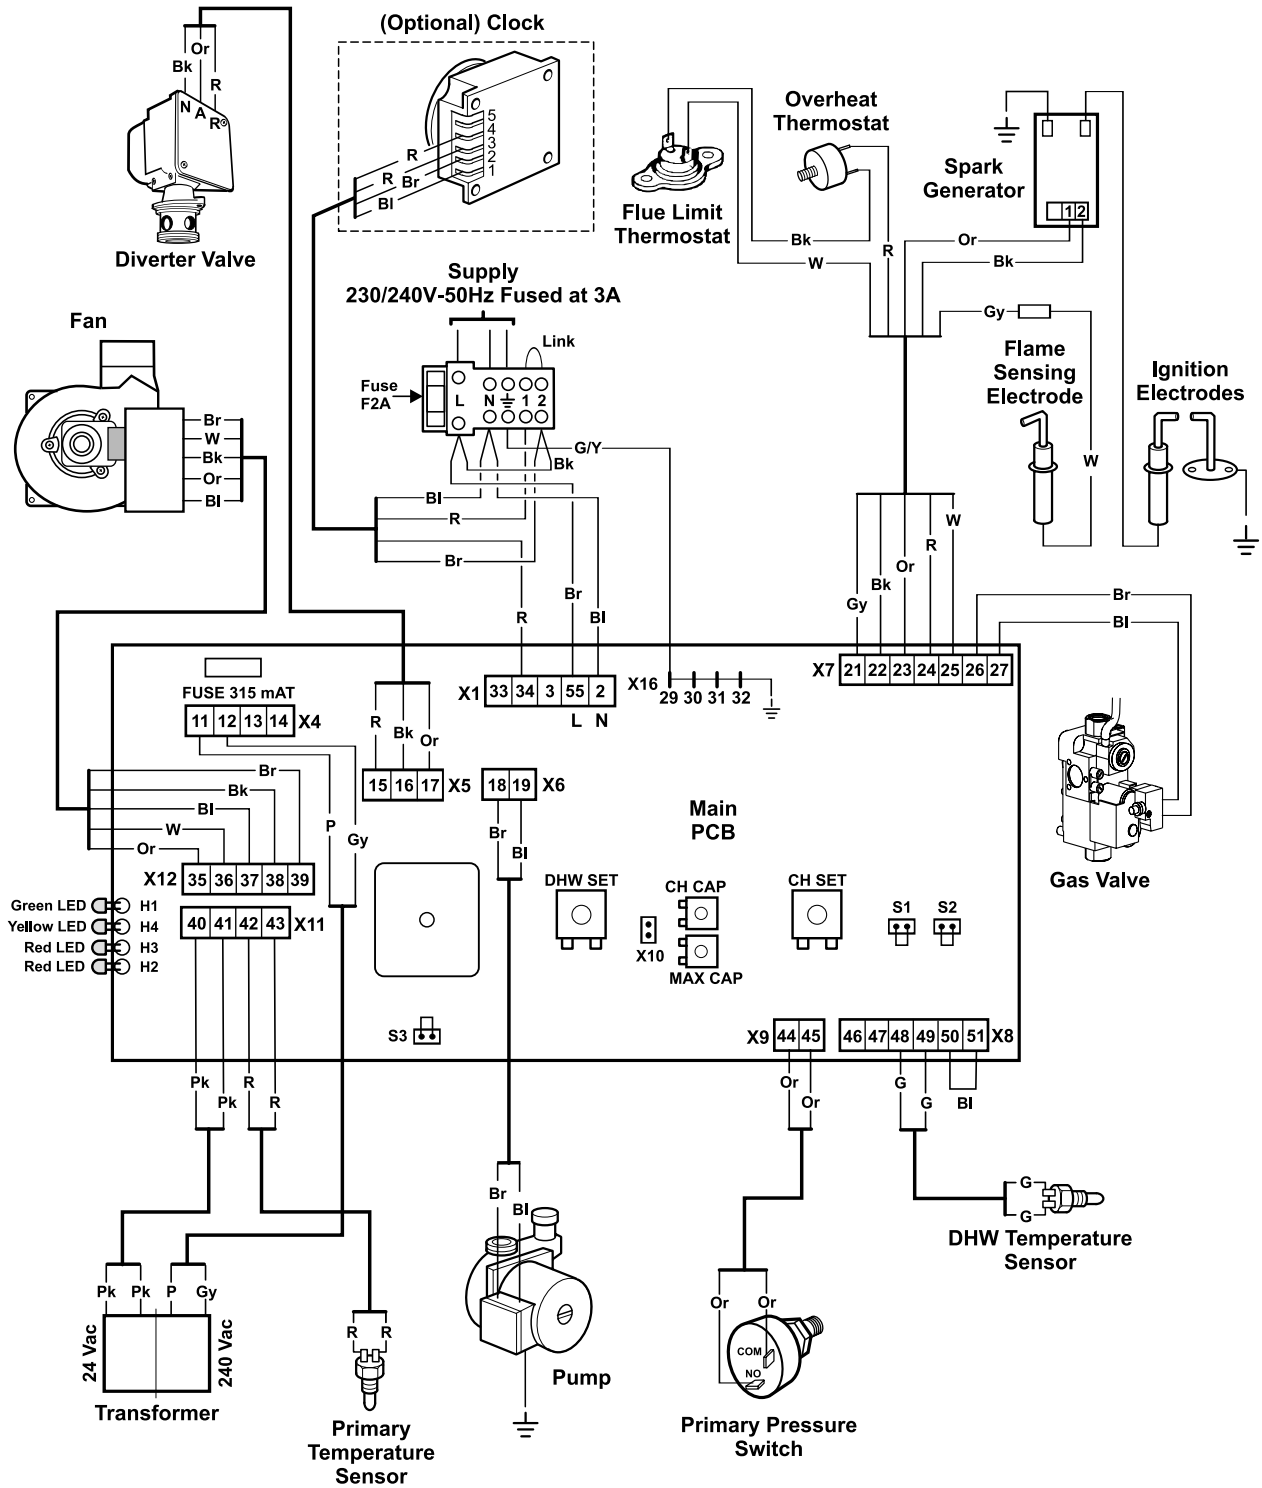 (Optional) Clock
Or
Bk
R
N A R
5
4
3
2
1
R
R Br
Bl
Diverter Valve
Overheat
Thermostat
Flue Limit
Thermostat
Spark
Generator
1 2
Bk
W
R
Or
Bk
Gy
Supply
230/240V-50Hz Fused at 3A
Link
Fuse
F2A
L N 1 2
G/Y
Bk
Fan
Br
W
Bk
Or
Bl
Flame
Sensing
Electrode
Ignition
Electrodes
W
Bl
R
Br
R
Br
Bl
Gy
Bk
Or
R
W
Br
Bl
FUSE 315 mAT
11 12 13 14 X4
X1 33 34 3 55 2
L N
X16
29 30 31 32
X7 21 22 23 24 25 26 27
R
Bk
Or
15 16 17 X5
18 19 X6
Br
Bl
Br
Bk
Bl
W
Or
P
Gy
Main
PCB
X12 35 36 37 38 39
40 41 42 43 X11
Green LED H1
Yellow LED H4
Red LED H3
Red LED H2
DHW SET
X10
CH CAP
MAX CAP
CH SET
S1 S2
Gas Valve
S3
X9 44 45
46 47 48 49 50 51 X8
Pk
Pk
R
R
Or
Or
G
G
Bl
G
G
DHW Temperature
Sensor
Br
Bl
Pump
Pk Pk P Gy
24 Vac
240 Vac
Transformer
R R
Primary
Temperature
Sensor
Or Or
COM
NO
Primary Pressure
Switch